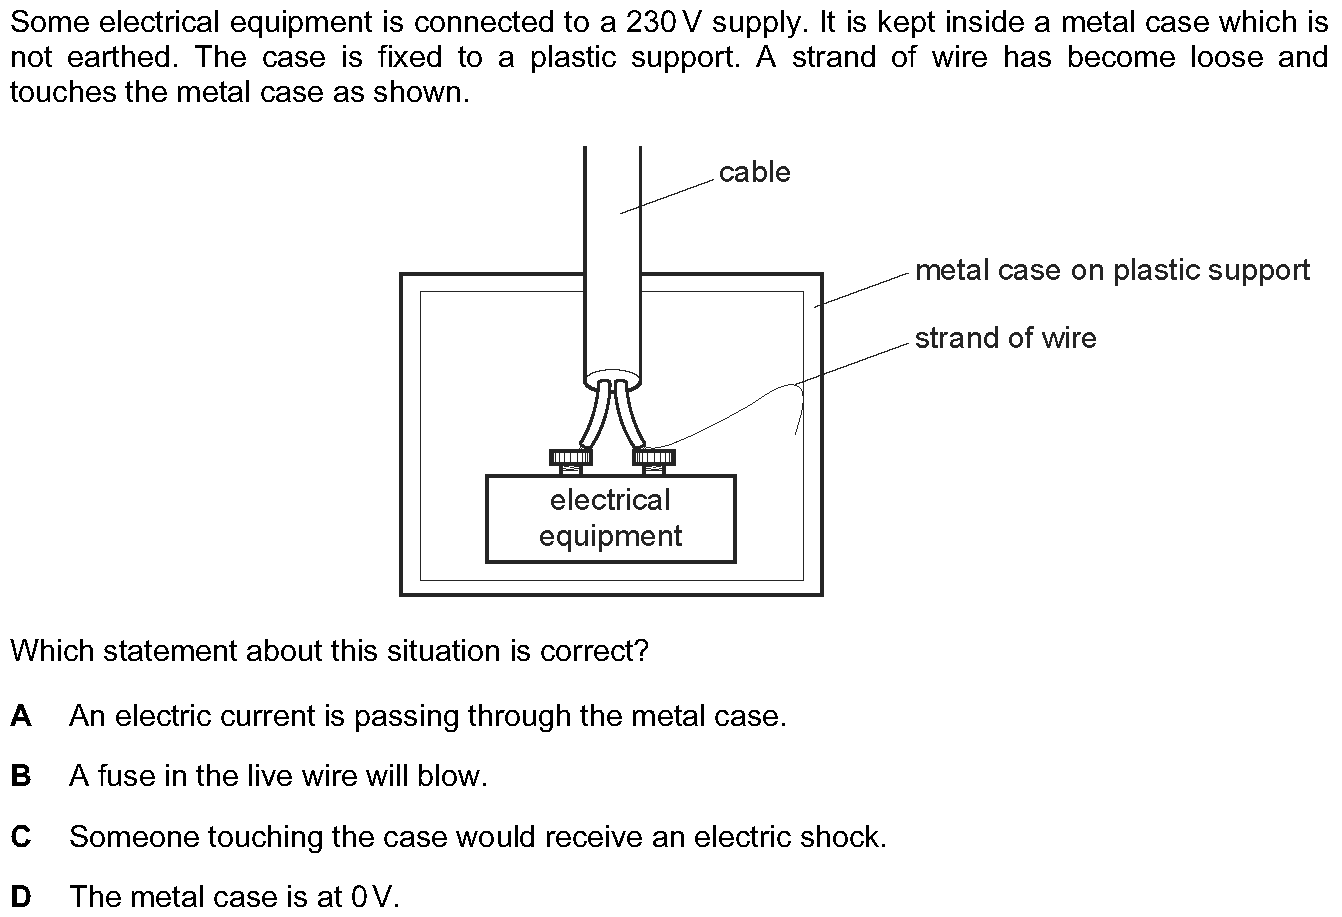 Some electrical equipment is connected to a 230 V supply. It is kept inside a metal case which is
not earthed. The case is fixed to a plastic support. A strand of wire has become loose and
touches the metal case as shown.
cable
metal case on plastic support
strand of wire
electrical
equipment
Which statement about this situation is correct?
A An electric current is passing through the metal case.
B A fuse in the live wire will blow.
C Someone touching the case would receive an electric shock.
D The metal case is at 0 V.